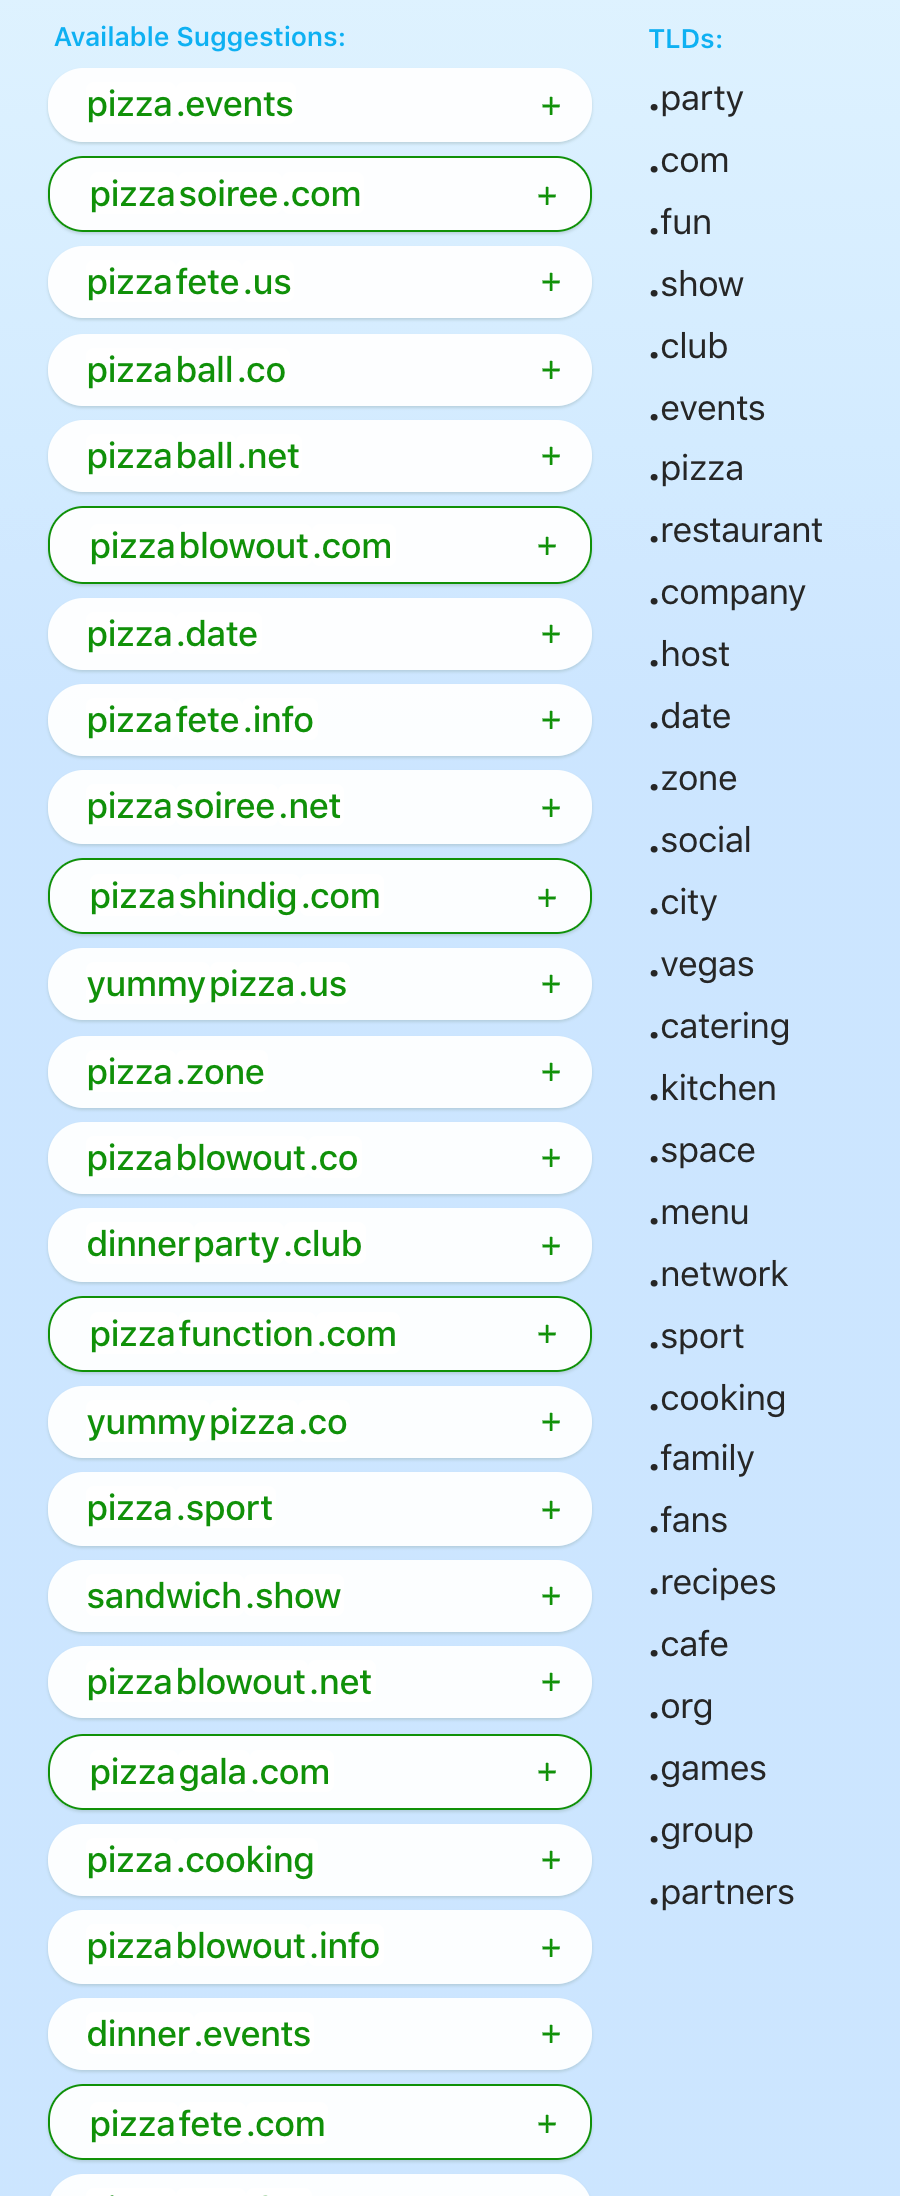 Available Suggestions:
pizza.events +
pizzasoiree.com +
pizzafete.us +
pizzaball.co +
pizzaball.net +
pizzablowout.com +
pizza.date +
pizzafete.info +
pizzasoiree.net +
pizzashindig.com +
yummypizza.us +
pizza.zone +
pizzablowout.co +
dinnerparty.club +
pizzafunction.com +
yummypizza.co +
pizza.sport +
sandwich.show +
pizzablowout.net +
pizzagala.com +
pizza.cooking +
pizzablowout.info +
dinner.events +
pizzafete.com +
TLDs:
.party
.com
.fun
.show
.club
.events
.pizza
.restaurant
.company
.host
.date
.zone
.social
.city
.vegas
.catering
.kitchen
.space
.menu
.network
.sport
.cooking
.family
.fans
.recipes
.cafe
.org
.games
.group
.partners